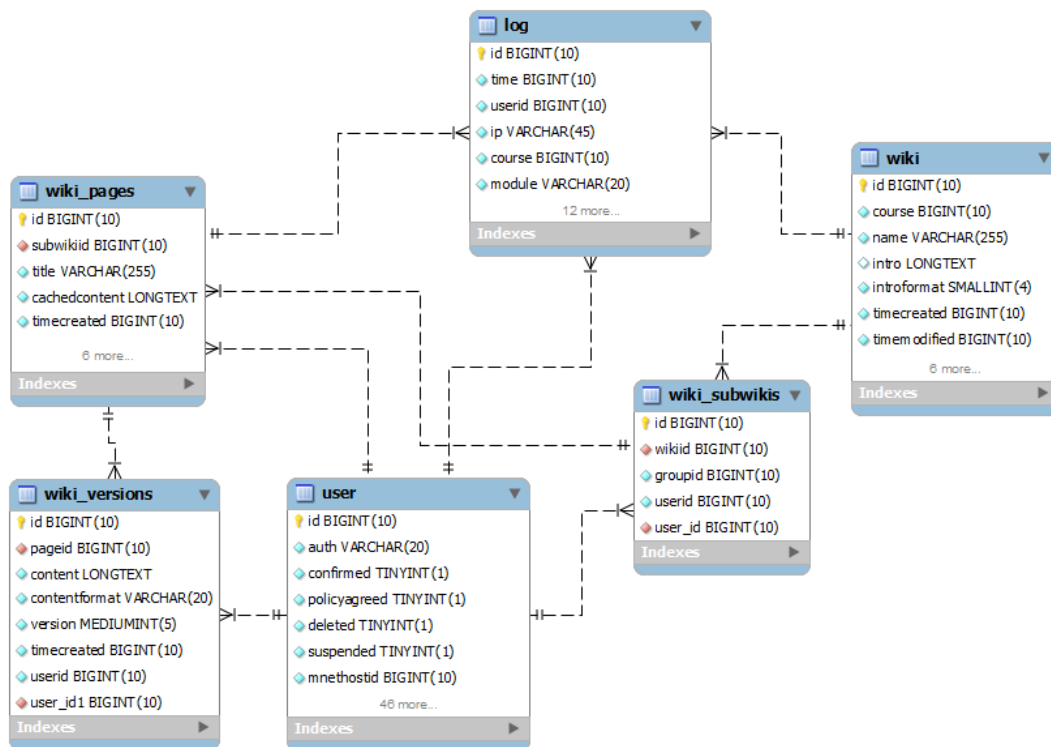 log
id BIGINT(10)
time BIGINT(10)
userid BIGINT(10)
ip VARCHAR(45)
course BIGINT(10)
module VARCHAR(20)
12 more...
Indexes
wiki
id BIGINT(10)
course BIGINT(10)
name VARCHAR(255)
intro LONGTEXT
introformat SMALLINT(4)
timecreated BIGINT(10)
timemodified BIGINT(10)
6 more...
Indexes
wiki_pages
id BIGINT(10)
subwikiid BIGINT(10)
title VARCHAR(255)
cachedcontent LONGTEXT
timecreated BIGINT(10)
6 more...
Indexes
wiki_subwikis
id BIGINT(10)
wikiid BIGINT(10)
groupid BIGINT(10)
userid BIGINT(10)
user_id BIGINT(10)
Indexes
wiki_versions
id BIGINT(10)
pageid BIGINT(10)
content LONGTEXT
contentformat VARCHAR(20)
version MEDIUMINT(5)
timecreated BIGINT(10)
userid BIGINT(10)
user_id1 BIGINT(10)
Indexes
user
id BIGINT(10)
auth VARCHAR(20)
confirmed TINYINT(1)
policyagreed TINYINT(1)
deleted TINYINT(1)
suspended TINYINT(1)
mnethostid BIGINT(10)
46 more...
Indexes